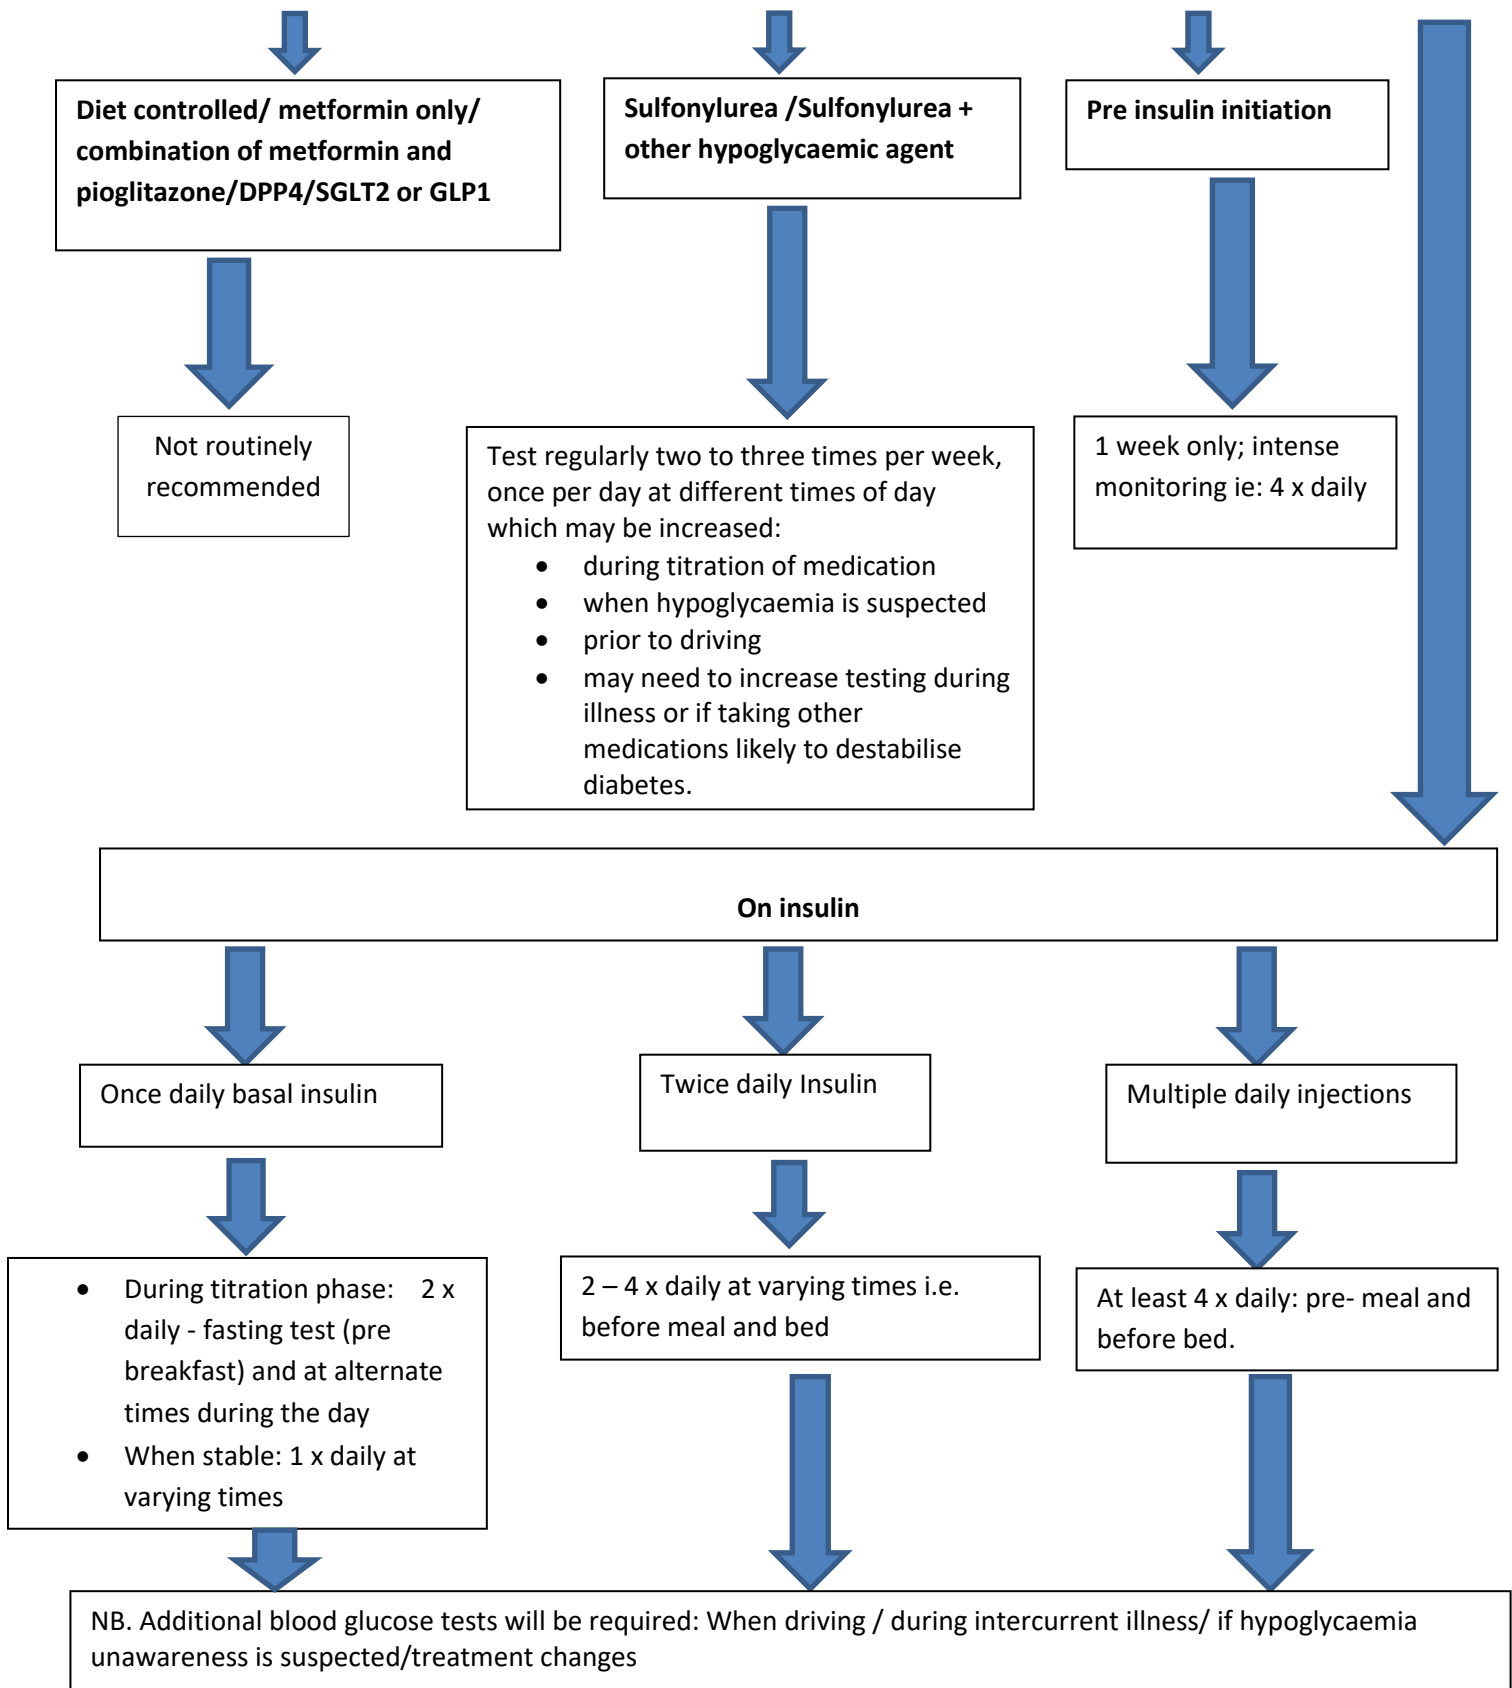 Diet controlled/ metformin only/
combination of metformin and
pioglitazone/DPP4/SGLT2 or GLP1
Sulfonylurea /Sulfonylurea +
other hypoglycaemic agent
Pre insulin initiation
Not routinely
recommended
Test regularly two to three times per week,
once per day at different times of day
which may be increased:
• during titration of medication
• when hypoglycaemia is suspected
• prior to driving
• may need to increase testing during
illness or if taking other
medications likely to destabilise
diabetes.
1 week only; intense
monitoring ie: 4 x daily
On insulin
Once daily basal insulin
Twice daily Insulin
Multiple daily injections
• During titration phase: 2 x
daily - fasting test (pre
breakfast) and at alternate
times during the day
• When stable: 1 x daily at
varying times
2 – 4 x daily at varying times i.e.
before meal and bed
At least 4 x daily: pre- meal and
before bed.
NB. Additional blood glucose tests will be required: When driving / during intercurrent illness/ if hypoglycaemia
unawareness is suspected/treatment changes